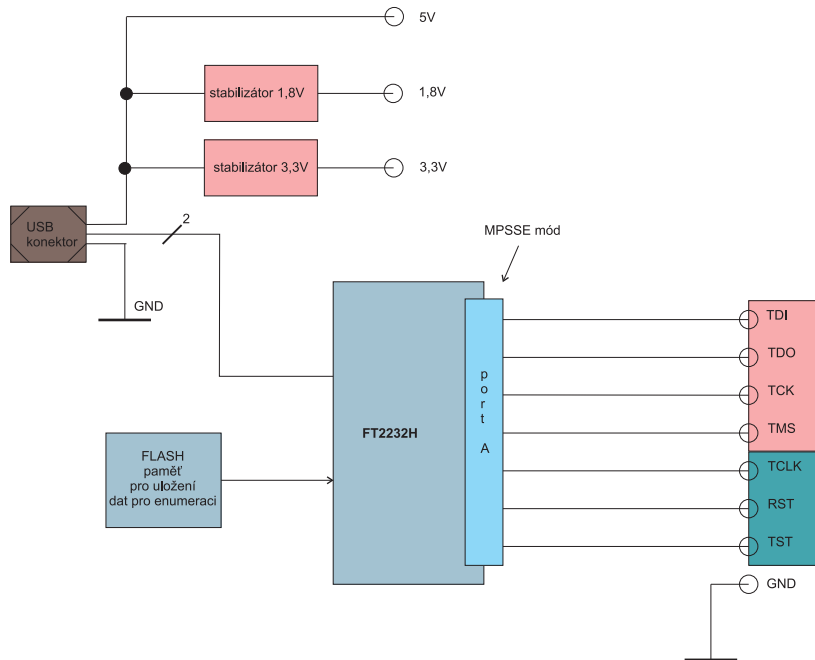 5V
stabilizátor 1,8V
1,8V
stabilizátor 3,3V
3,3V
USB
konektor
2
GND
MPSSE mód
FT2232H
port A
FLASH
paměť
pro uložení
dat pro enumeraci
TDI
TDO
TCK
TMS
TCLK
RST
TST
GND